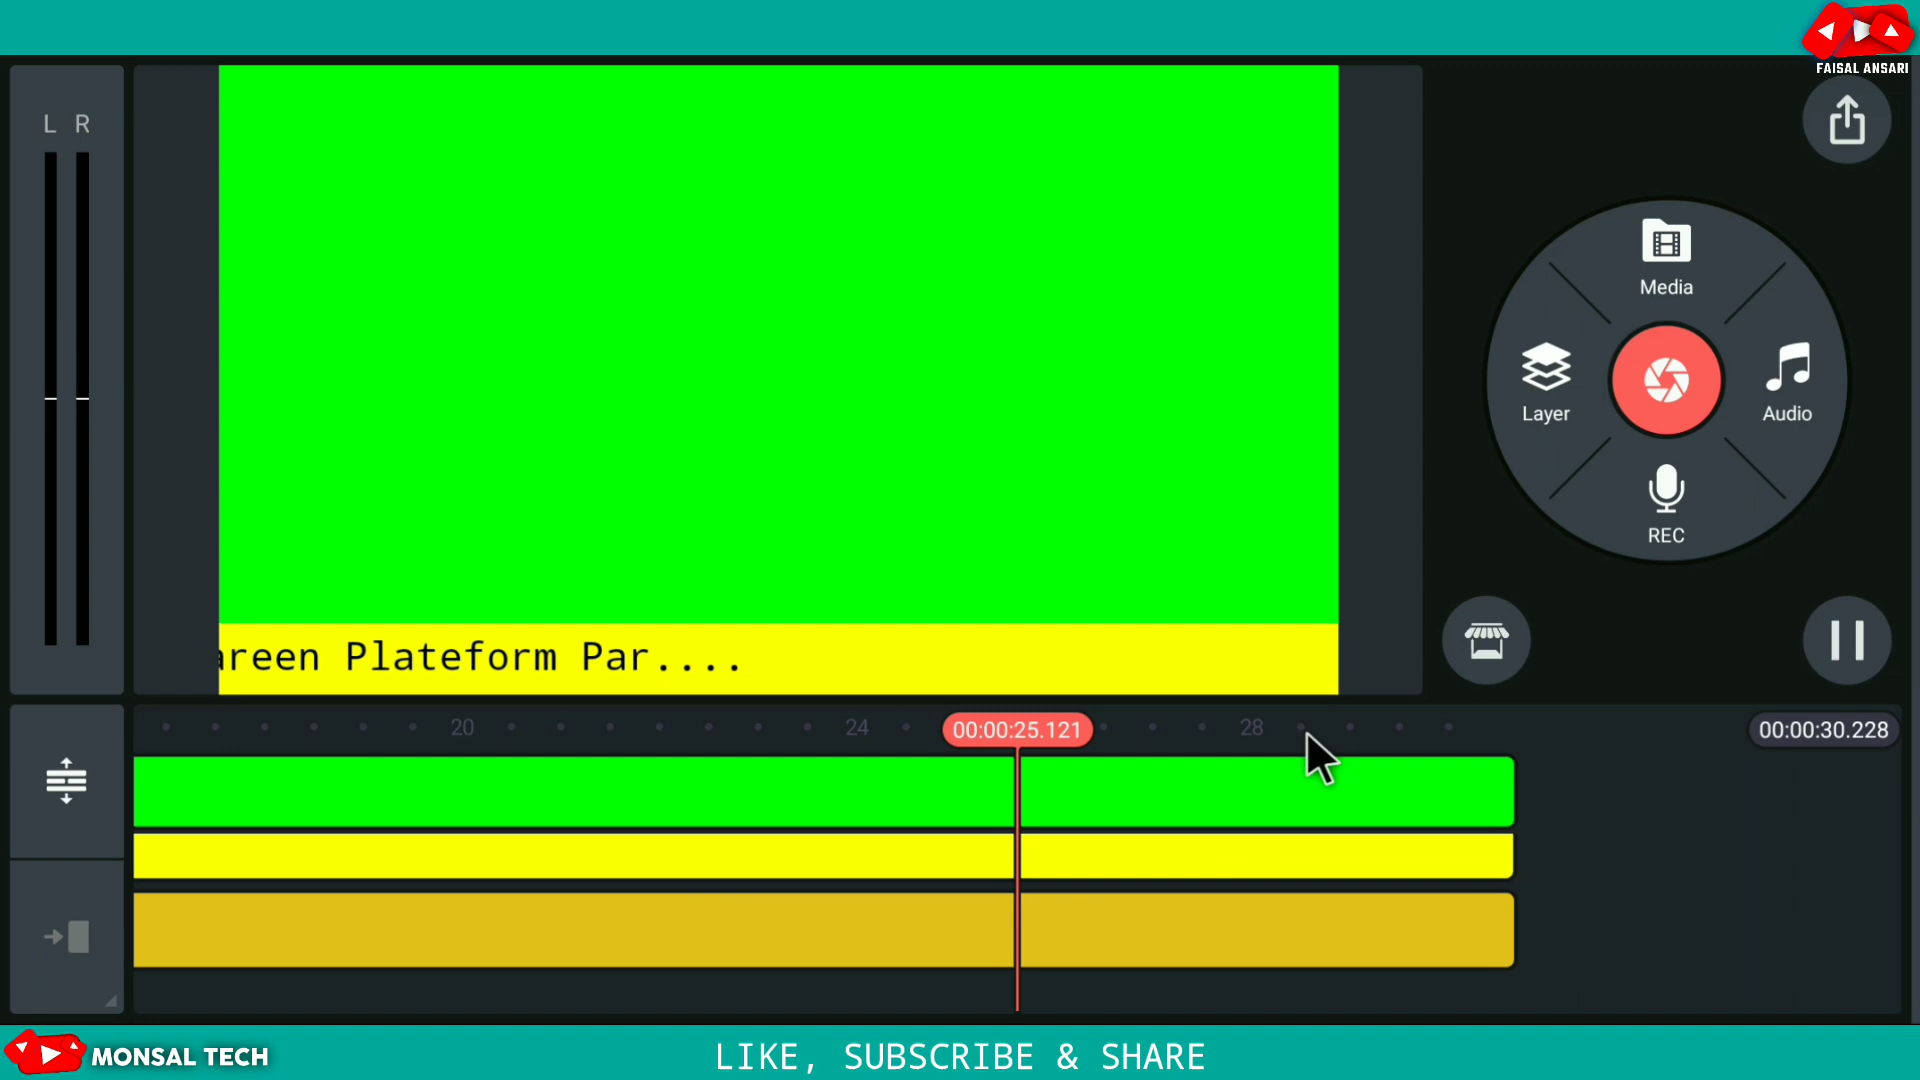 FAISAL ANSARI
L R
Media
Layer
Audio
REC
areen Plateform Par....
20
24
00:00:25.121
28
00:00:30.228
MONSAL TECH
LIKE, SUBSCRIBE & SHARE